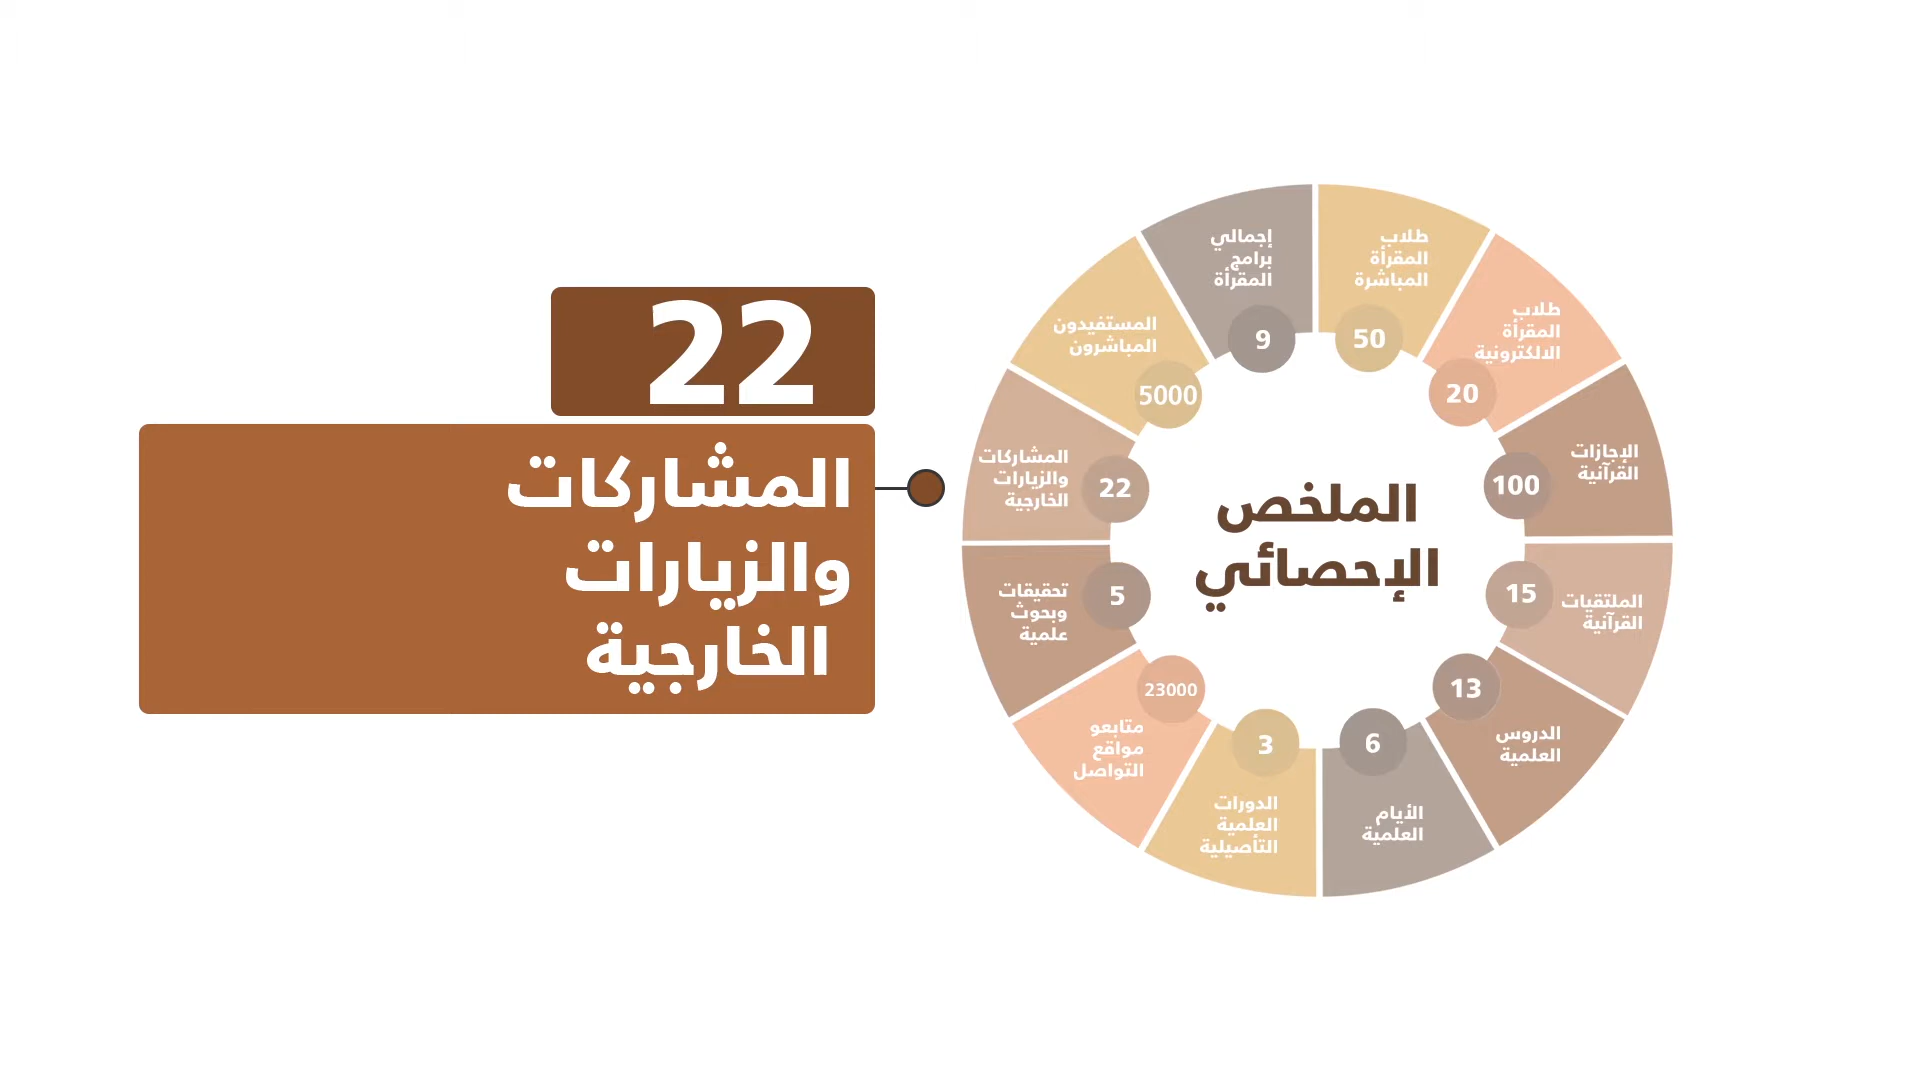 22
المشاركات
والزيارات
الخارجية
الملخص
الإحصائي
طلاب
المقرأة
المباشرة
50
طلاب
المقرأة
الالكترونية
20
الإجازات
القرآنية
100
الملتقيات
القرآنية
15
الدروس
العلمية
13
الأيام
العلمية
6
الدورات
العلمية
التأصيلية
3
متابعو
مواقع
التواصل
23000
تحقيقات
وبحوث
علمية
5
المشاركات
والزيارات
الخارجية
22
المستفيدون
المباشرون
5000
إجمالي
برامج
المقرأة
9